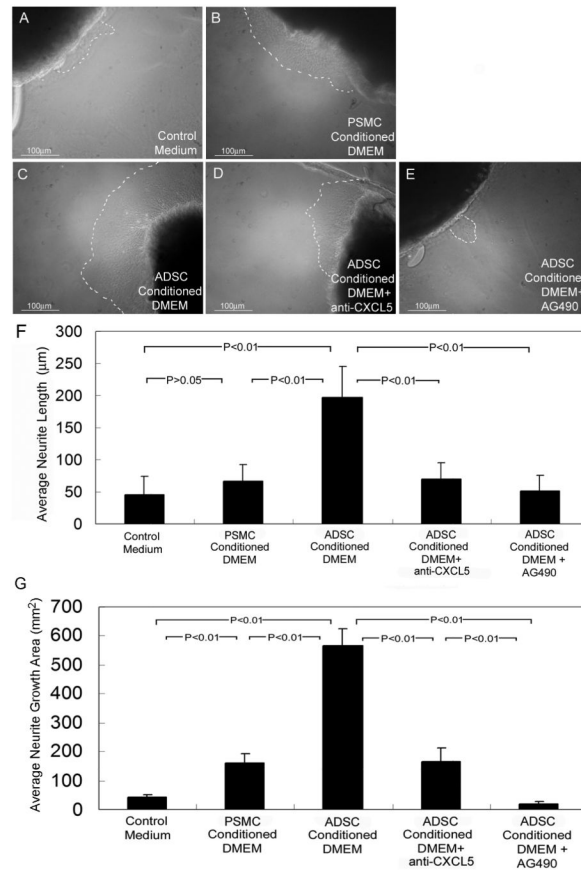 A
Control
Medium
100µm
B
PSMC
Conditioned
DMEM
100µm
C
ADSC
Conditioned
DMEM
100µm
D
ADSC
Conditioned
DMEM+
anti-CXCL5
100µm
E
ADSC
Conditioned
DMEM+
AG490
100µm
F
Average Neurite Length (µm)
300
250
200
150
100
50
0
P<0.01
P<0.01
P>0.05
P<0.01
P<0.01
Control
Medium
PSMC
Conditioned
DMEM
ADSC
Conditioned
DMEM
ADSC
Conditioned
DMEM+
anti-CXCL5
ADSC
Conditioned
DMEM +
AG490
G
Average Neurite Growth Area (mm²)
700
600
500
400
300
200
100
0
P<0.01
P<0.01
P<0.01
P<0.01
P<0.01
P<0.01
Control
Medium
PSMC
Conditioned
DMEM
ADSC
Conditioned
DMEM
ADSC
Conditioned
DMEM+
anti-CXCL5
ADSC
Conditioned
DMEM +
AG490